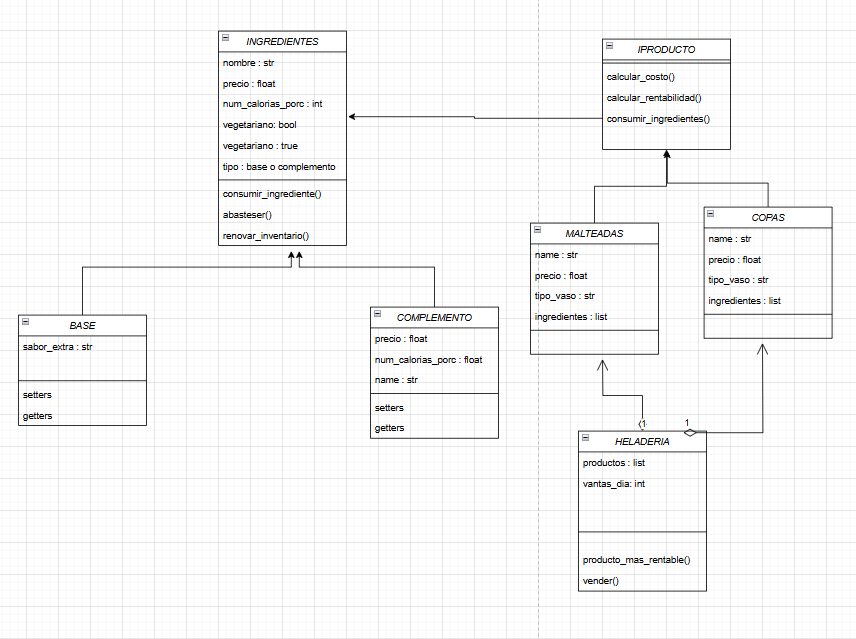 INGREDIENTES
nombre : str
precio : float
num_calorias_porc : int
vegetariano: bool
vegetariano : true
tipo : base o complemento
consumir_ingrediente()
abasteser()
renovar_inventario()
IPRODUCTO
calcular_costo()
calcular_rentabilidad()
consumir_ingredientes()
MALTEADAS
name : str
precio : float
tipo_vaso : str
ingredientes : list
COPAS
name : str
precio : float
tipo_vaso : str
ingredientes : list
BASE
sabor_extra : str
setters
getters
COMPLEMENTO
precio : float
num_calorias_porc : float
name : str
setters
getters
1
1
HELADERIA
productos : list
vantas_dia: int
producto_mas_rentable()
vender()